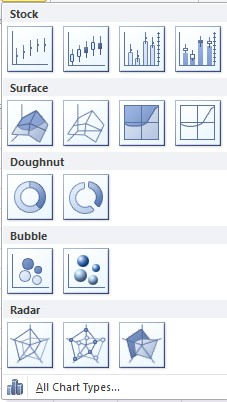 Stock
Surface
Doughnut
Bubble
Radar
All Chart Types...